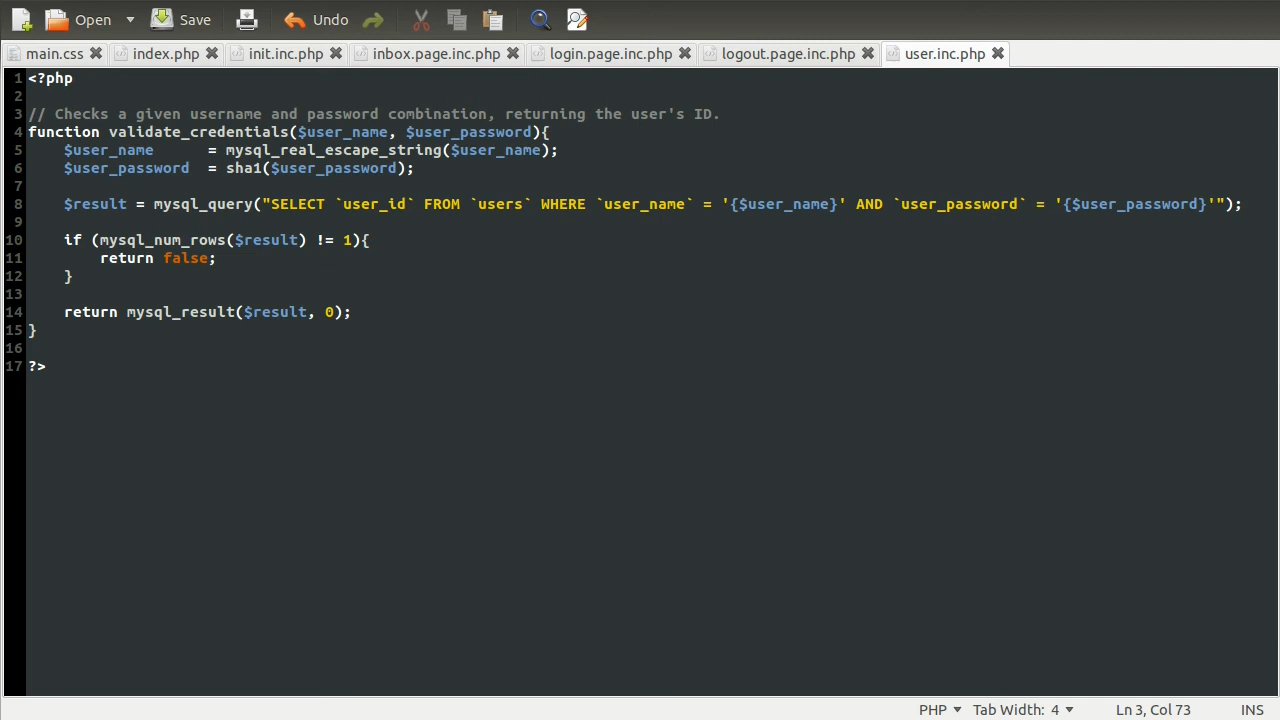 Open Save Undo
main.css index.php init.inc.php inbox.page.inc.php login.page.inc.php logout.page.inc.php user.inc.php
1 <?php
2
3 // Checks a given username and password combination, returning the user's ID.
4 function validate_credentials($user_name, $user_password){
5     $user_name      = mysql_real_escape_string($user_name);
6     $user_password  = sha1($user_password);
7
8     $result = mysql_query("SELECT `user_id` FROM `users` WHERE `user_name` = '{$user_name}' AND `user_password` = '{$user_password}'");
9
10     if (mysql_num_rows($result) != 1){
11         return false;
12     }
13
14     return mysql_result($result, 0);
15 }
16
17 ?>
PHP Tab Width: 4 Ln 3, Col 73 INS